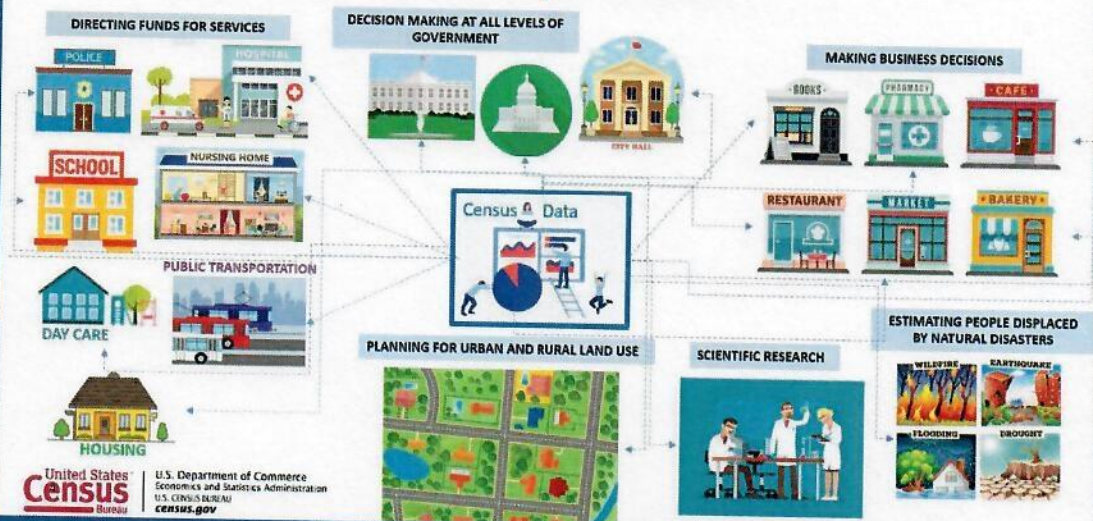 DIRECTING FUNDS FOR SERVICES
POLICE
HOSPITAL
SCHOOL
NURSING HOME
DAY CARE
PUBLIC TRANSPORTATION
HOUSING
DECISION MAKING AT ALL LEVELS OF
GOVERNMENT
CITY HALL
MAKING BUSINESS DECISIONS
BOOKS
PHARMACY
CAFE
RESTAURANT
MARKET
BAKERY
Census Data
PLANNING FOR URBAN AND RURAL LAND USE
SCIENTIFIC RESEARCH
ESTIMATING PEOPLE DISPLACED
BY NATURAL DISASTERS
WILDFIRE
EARTHQUAKE
FLOODING
DROUGHT
United States
Census
Bureau
U.S. Department of Commerce
Economics and Statistics Administration
U.S. CENSUS BUREAU
census.gov